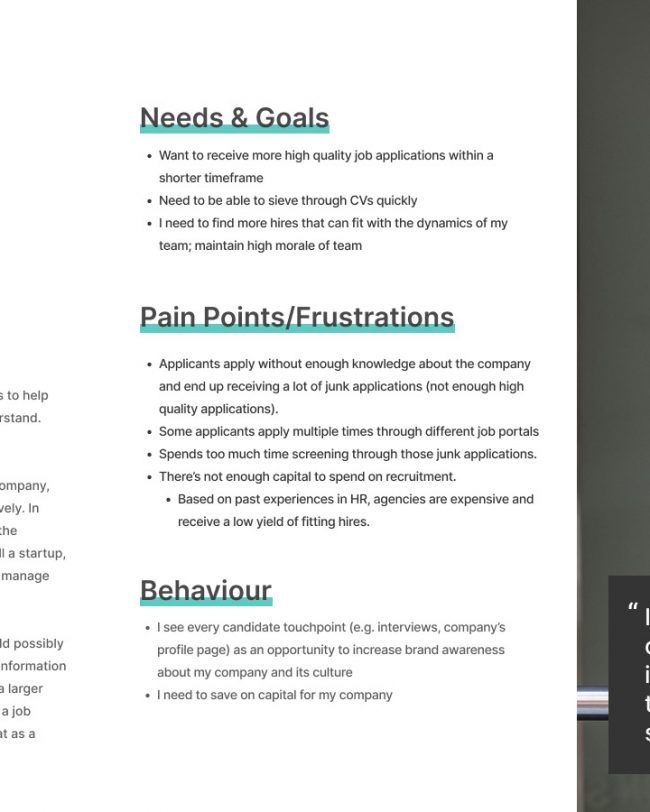 s to help
rstand.
ompany,
vely. In
the
ll a startup,
manage
ld possibly
nformation
a larger
a job
at as a
Needs & Goals
• Want to receive more high quality job applications within a
shorter timeframe
• Need to be able to sieve through CVs quickly
• I need to find more hires that can fit with the dynamics of my
team; maintain high morale of team
Pain Points/Frustrations
• Applicants apply without enough knowledge about the company
and end up receiving a lot of junk applications (not enough high
quality applications).
• Some applicants apply multiple times through different job portals
• Spends too much time screening through those junk applications.
• There’s not enough capital to spend on recruitment.
• Based on past experiences in HR, agencies are expensive and
receive a low yield of fitting hires.
Behaviour
• I see every candidate touchpoint (e.g. interviews, company’s
profile page) as an opportunity to increase brand awareness
about my company and its culture
• I need to save on capital for my company
“